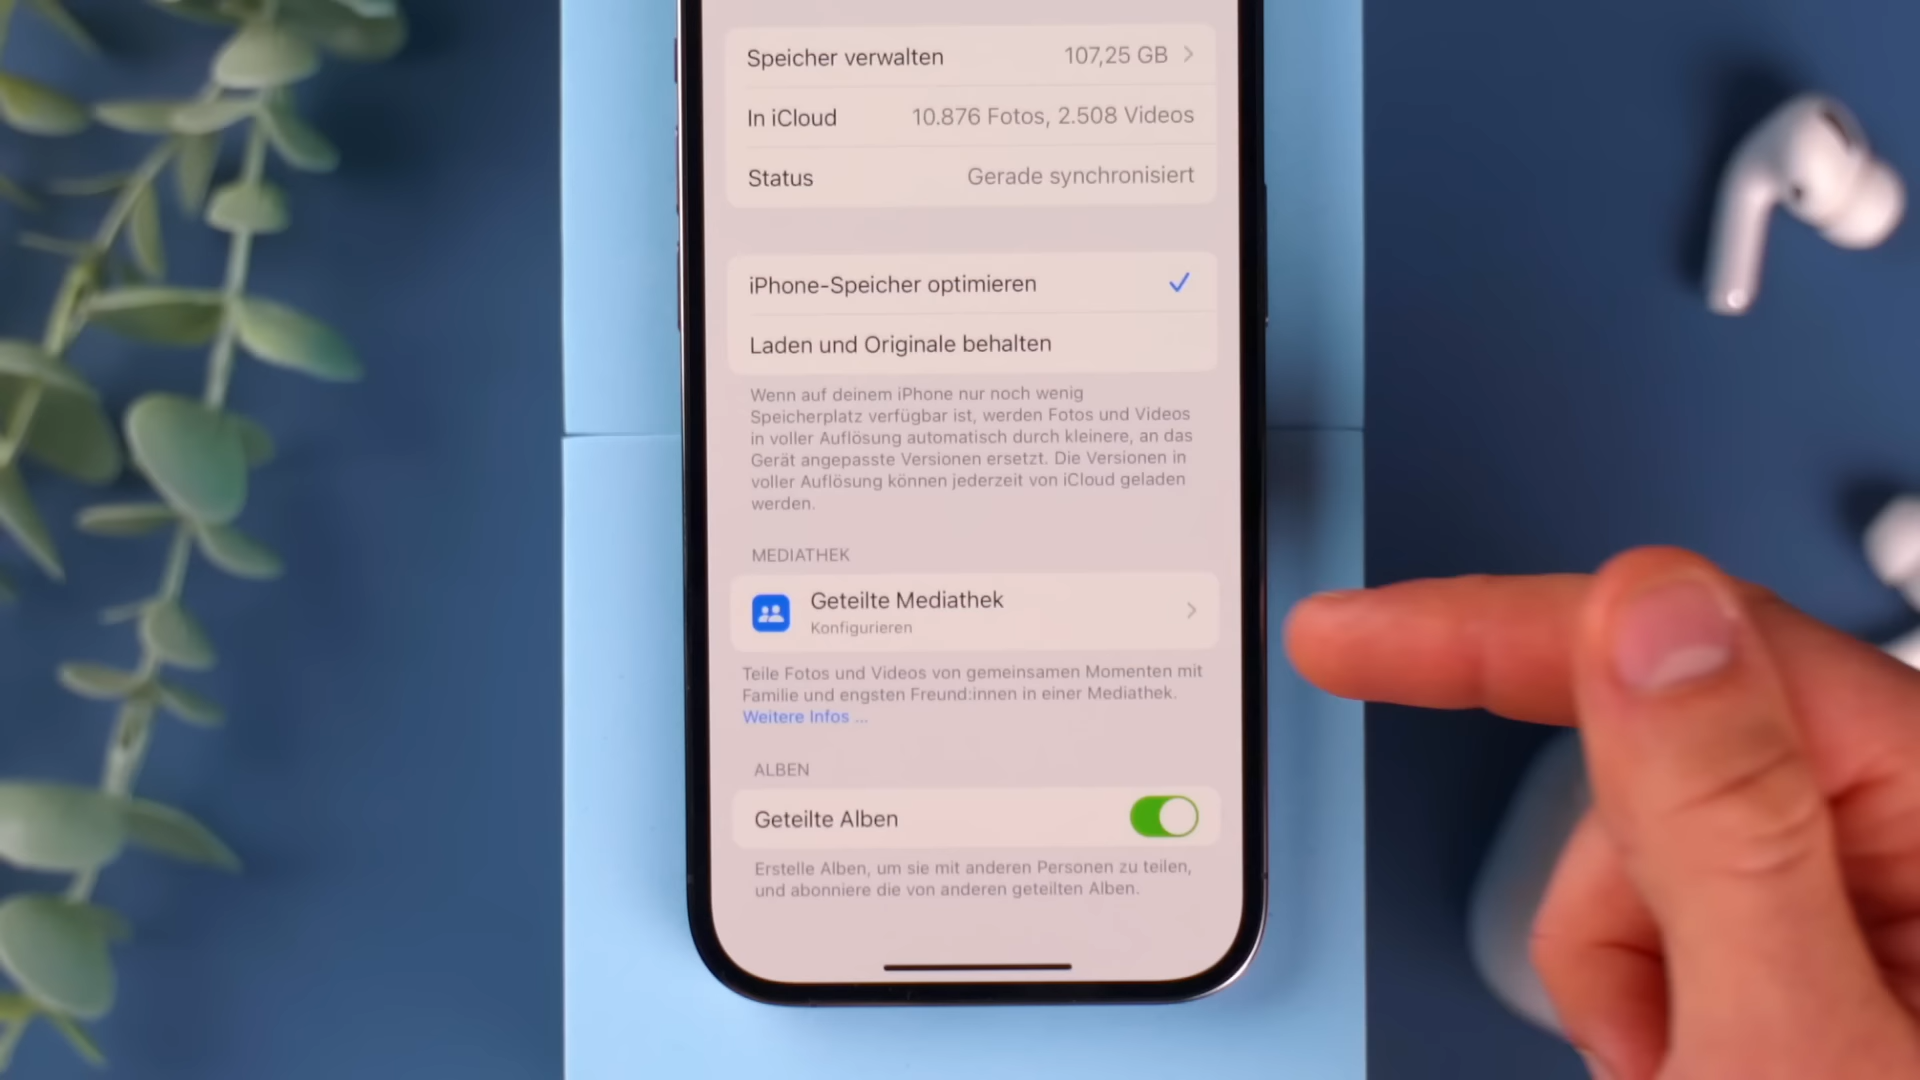 Speicher verwalten 107,25 GB
In iCloud 10.876 Fotos, 2.508 Videos
Status Gerade synchronisiert
iPhone-Speicher optimieren
Laden und Originale behalten
Wenn auf deinem iPhone nur noch wenig
Speicherplatz verfügbar ist, werden Fotos und Videos
in voller Auflösung automatisch durch kleinere, an das
Gerät angepasste Versionen ersetzt. Die Versionen in
voller Auflösung können jederzeit von iCloud geladen
werden.
MEDIATHEK
Geteilte Mediathek
Konfigurieren
Teile Fotos und Videos von gemeinsamen Momenten mit
Familie und engsten Freund:innen in einer Mediathek.
Weitere Infos ...
ALBEN
Geteilte Alben
Erstelle Alben, um sie mit anderen Personen zu teilen,
und abonniere die von anderen geteilten Alben.